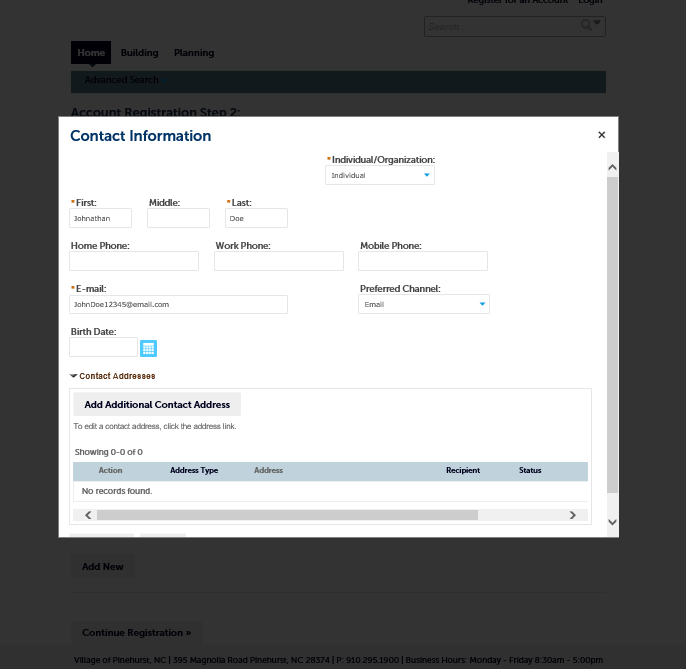 Register for an Account Login
Search...
Home Building Planning
Advanced Search
Account Registration Step 2:
Contact Information
*Individual/Organization:
Individual
*First: Middle: *Last:
Johnathan Doe
Home Phone: Work Phone: Mobile Phone:
*E-mail: Preferred Channel:
JohnDoe12345@email.com Email
Birth Date:
Contact Addresses
Add Additional Contact Address
To edit a contact address, click the address link.
Showing 0-0 of 0
Action Address Type Address Recipient Status
No records found.
Add New
Continue Registration »
Village of Pinehurst, NC | 395 Magnolia Road Pinehurst, NC 28374 | P: 910.295.1900 | Business Hours: Monday - Friday 8:30am - 5:00pm